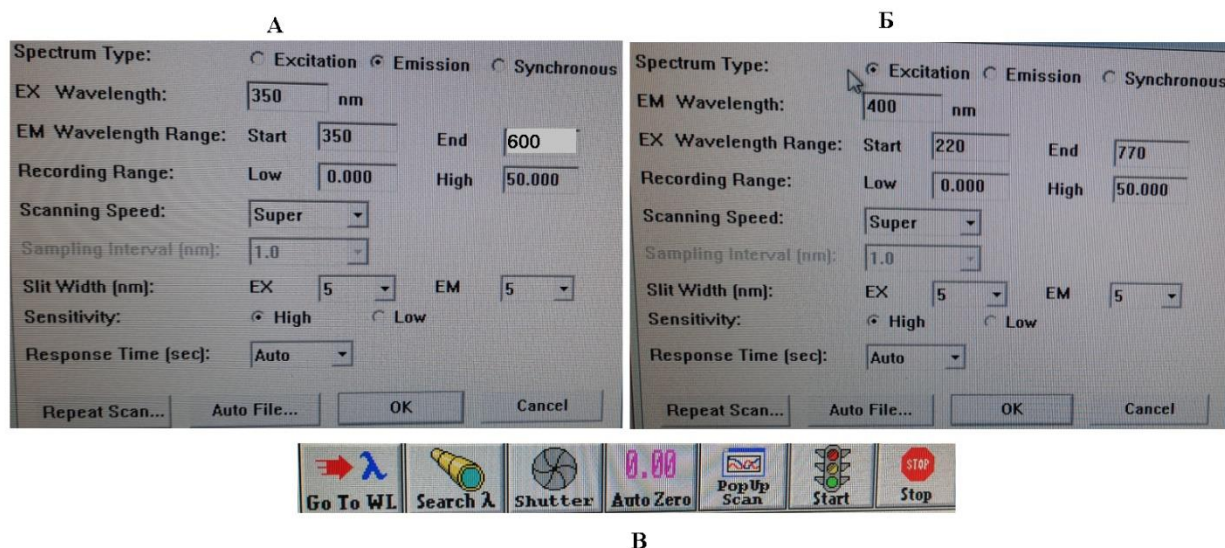 А
Spectrum Type: Excitation Emission Synchronous
EX Wavelength: 350 nm
EM Wavelength Range: Start 350 End 600
Recording Range: Low 0.000 High 50.000
Scanning Speed: Super
Sampling Interval (nm): 1.0
Slit Width (nm): EX 5 EM 5
Sensitivity: High Low
Response Time (sec): Auto
Repeat Scan... Auto File... OK Cancel
Б
Spectrum Type: Excitation Emission Synchronous
EM Wavelength: 400 nm
EX Wavelength Range: Start 220 End 770
Recording Range: Low 0.000 High 50.000
Scanning Speed: Super
Sampling Interval (nm): 1.0
Slit Width (nm): EX 5 EM 5
Sensitivity: High Low
Response Time (sec): Auto
Repeat Scan... Auto File... OK Cancel
λ 0.00 STOP
Go To WL Search λ Shutter Auto Zero PopUp Scan Start Stop
В